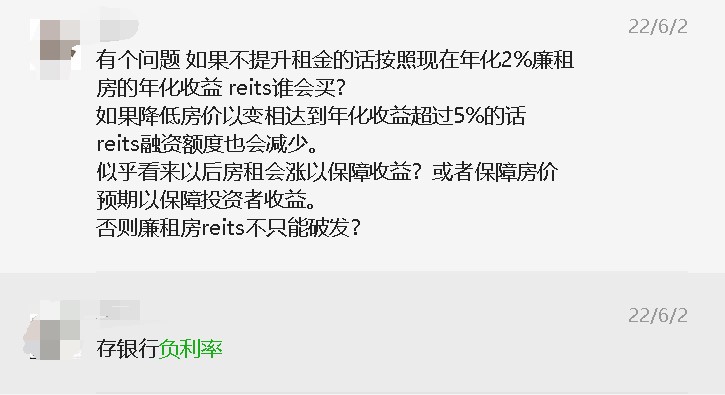 22/6/2
有个问题 如果不提升租金的话按照现在年化2%廉租
房的年化收益 reits谁会买?
如果降低房价以变相达到年化收益超过5%的话
reits融资额度也会减少。
似乎看来以后房租会涨以保障收益？或者保障房价
预期以保障投资者收益。
否则廉租房reits不只能破发?
22/6/2
存银行负利率